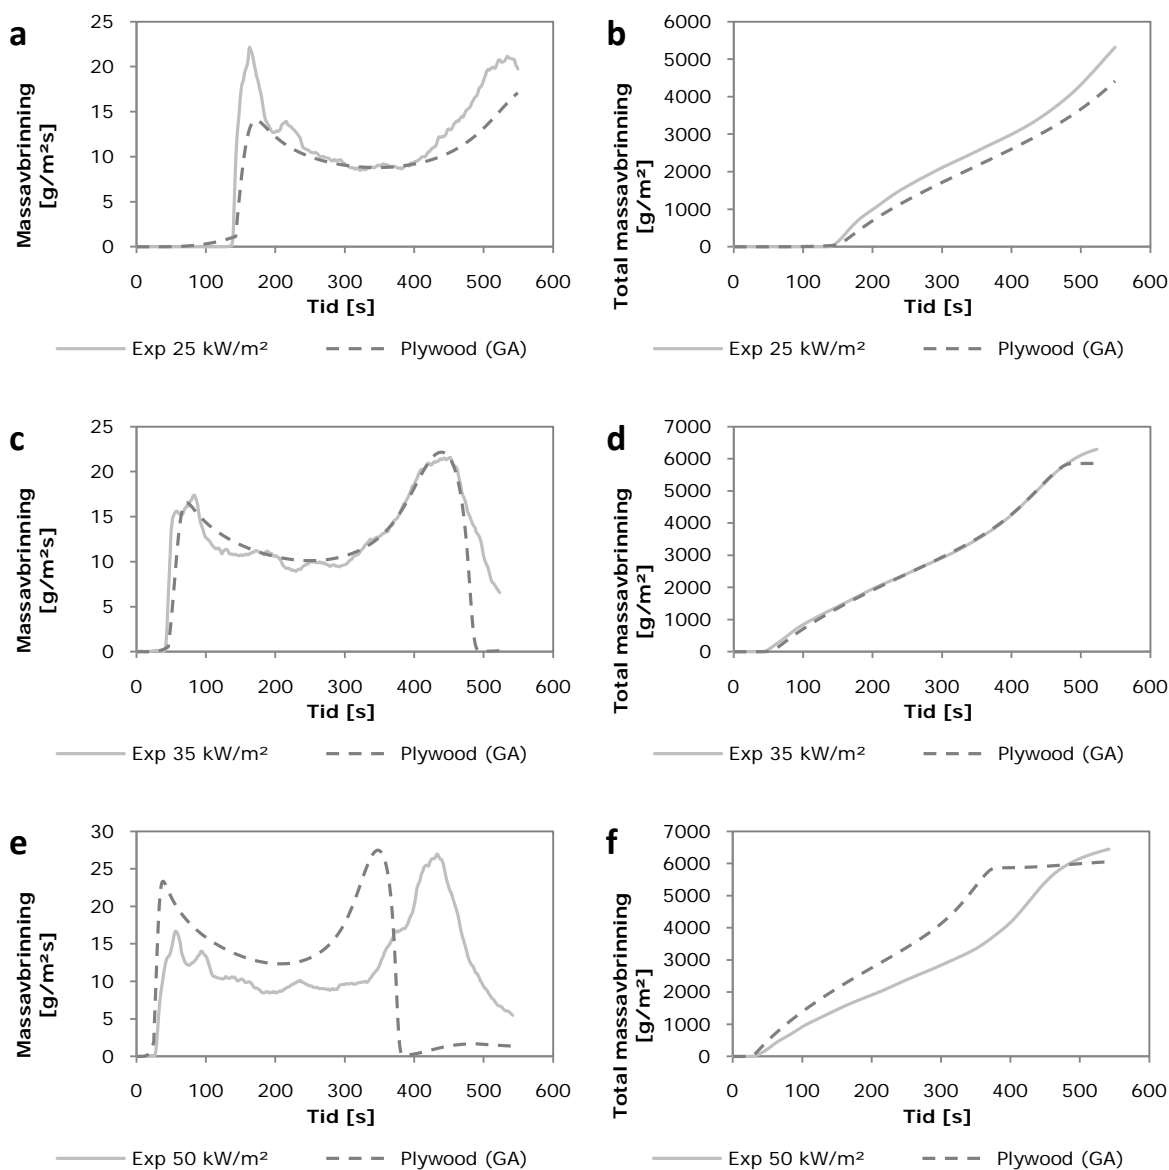 a
Massavbrinning
[g/m²s]
25
20
15
10
5
0
0 100 200 300 400 500 600
Tid [s]
Exp 25 kW/m² Plywood (GA)
b
Total massavbrinning
[g/m²]
6000
5000
4000
3000
2000
1000
0
0 100 200 300 400 500 600
Tid [s]
Exp 25 kW/m² Plywood (GA)
c
Massavbrinning
[g/m²s]
25
20
15
10
5
0
0 100 200 300 400 500 600
Tid [s]
Exp 35 kW/m² Plywood (GA)
d
Total massavbrinning
[g/m²]
7000
6000
5000
4000
3000
2000
1000
0
0 100 200 300 400 500 600
Tid [s]
Exp 35 kW/m² Plywood (GA)
e
Massavbrinning
[g/m²s]
30
25
20
15
10
5
0
0 100 200 300 400 500 600
Tid [s]
Exp 50 kW/m² Plywood (GA)
f
Total massavbrinning
[g/m²]
7000
6000
5000
4000
3000
2000
1000
0
0 100 200 300 400 500 600
Tid [s]
Exp 50 kW/m² Plywood (GA)